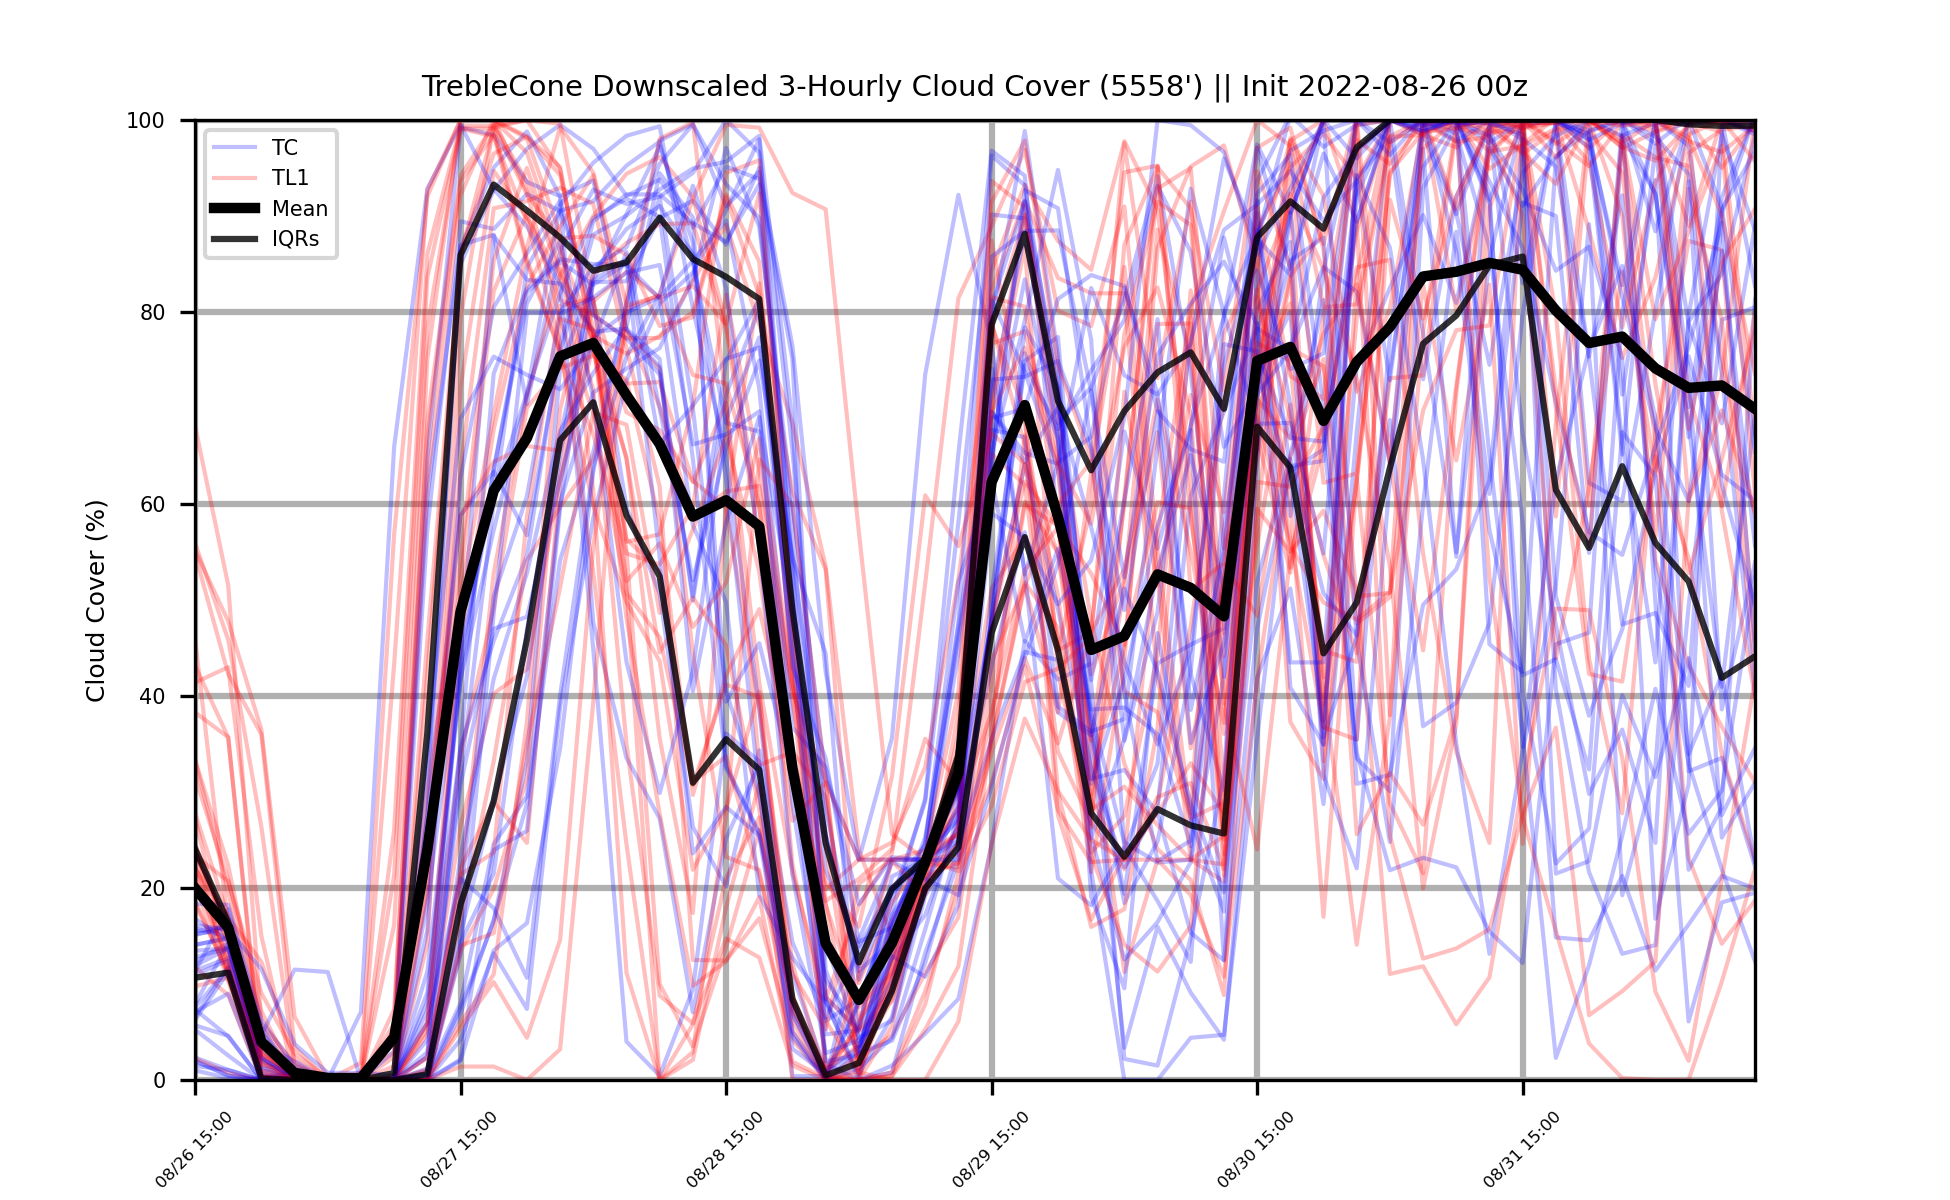 TrebleCone Downscaled 3-Hourly Cloud Cover (5558') || Init 2022-08-26 00z
TC
TL1
Mean
IQRs
Cloud Cover (%)
100
80
60
40
20
0
08/26 15:00
08/27 15:00
08/28 15:00
08/29 15:00
08/30 15:00
08/31 15:00